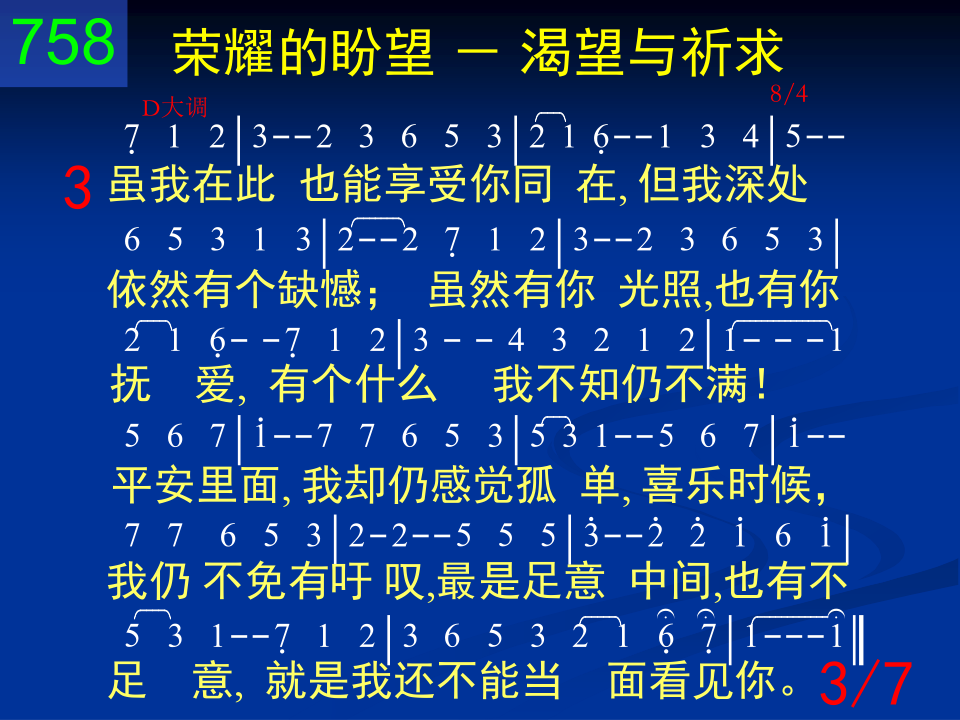 758
荣耀的盼望 － 渴望与祈求
D大调
8/4
7̣ 1 2|3--2 3 6 5 3|2 1 6̣--1 3 4|5--
3
虽我在此 也能享受你同 在, 但我深处
6 5 3 1 3|2--2 7̣ 1 2|3--2 3 6 5 3|
依然有个缺憾； 虽然有你 光照,也有你
2 1 6̣--7̣ 1 2|3--4 3 2 1 2|1---1
抚 爱, 有个什么 我不知仍不满！
5 6 7|1̇--7 7 6 5 3|5 3 1--5 6 7|1̇--
平安里面, 我却仍感觉孤 单, 喜乐时候，
7 7 6 5 3|2-2--5 5 5|3̇--2̇ 2̇ 1̇ 6 1̇|
我仍 不免有吁 叹,最是足意 中间,也有不
5 3 1--7̣ 1 2|3 6 5 3 2 1 6̣ 7̣|1---1‖
足 意, 就是我还不能当 面看见你。
3/7